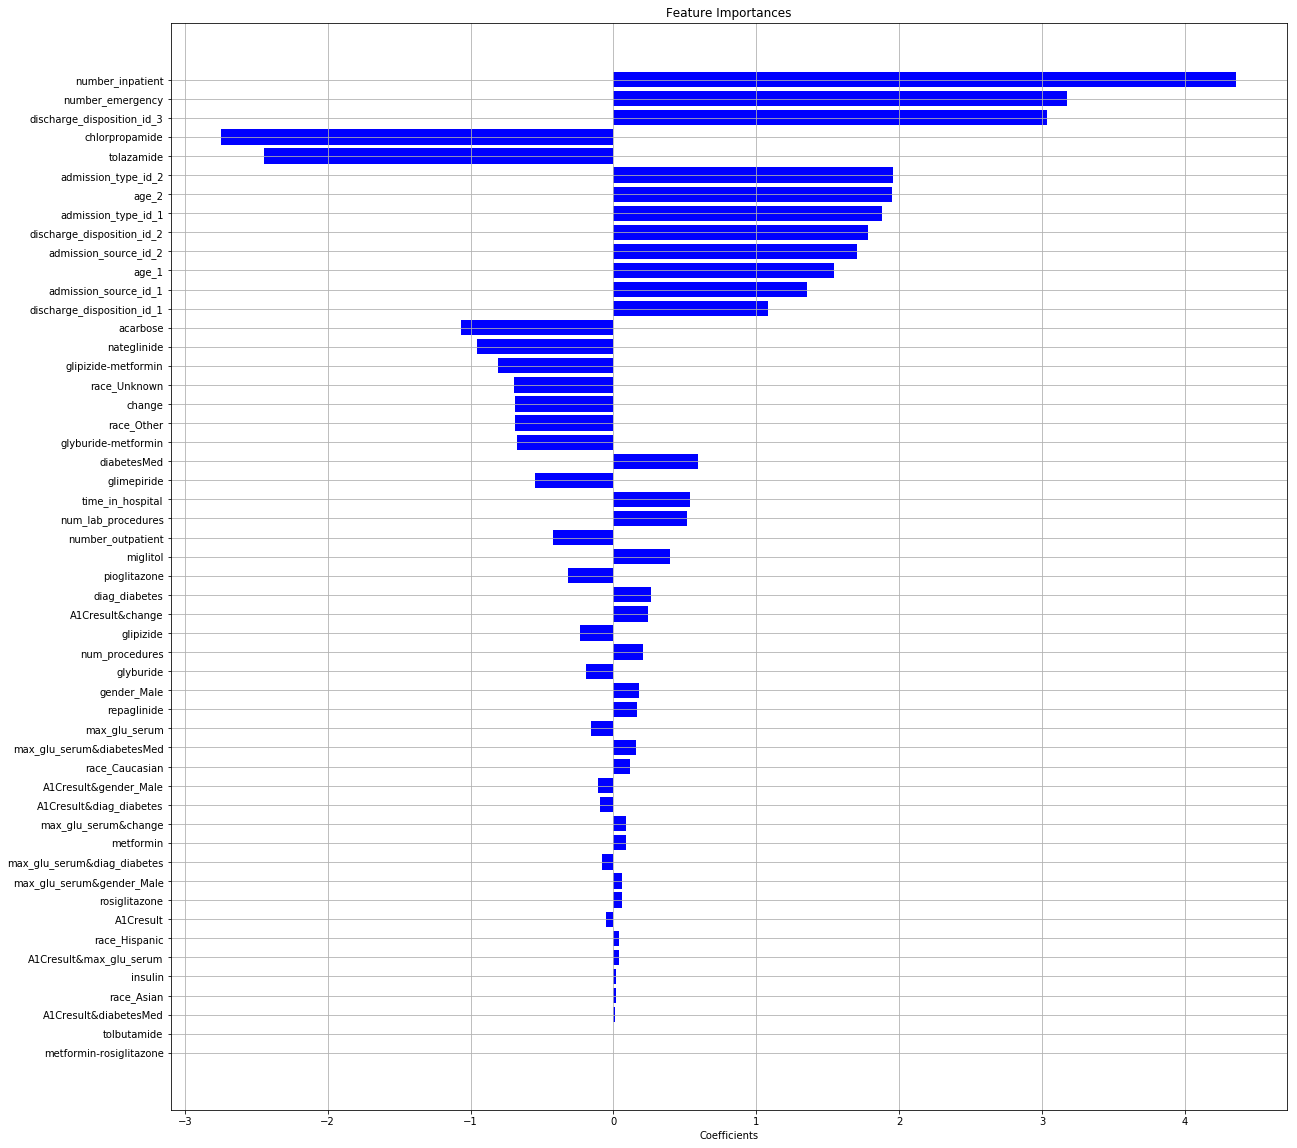 Feature Importances
number_inpatient
number_emergency
discharge_disposition_id_3
chlorpropamide
tolazamide
admission_type_id_2
age_2
admission_type_id_1
discharge_disposition_id_2
admission_source_id_2
age_1
admission_source_id_1
discharge_disposition_id_1
acarbose
nateglinide
glipizide-metformin
race_Unknown
change
race_Other
glyburide-metformin
diabetesMed
glimepiride
time_in_hospital
num_lab_procedures
number_outpatient
miglitol
pioglitazone
diag_diabetes
A1Cresult&change
glipizide
num_procedures
glyburide
gender_Male
repaglinide
max_glu_serum
max_glu_serum&diabetesMed
race_Caucasian
A1Cresult&gender_Male
A1Cresult&diag_diabetes
max_glu_serum&change
metformin
max_glu_serum&diag_diabetes
max_glu_serum&gender_Male
rosiglitazone
A1Cresult
race_Hispanic
A1Cresult&max_glu_serum
insulin
race_Asian
A1Cresult&diabetesMed
tolbutamide
metformin-rosiglitazone
−3 −2 −1 0 1 2 3 4
Coefficients